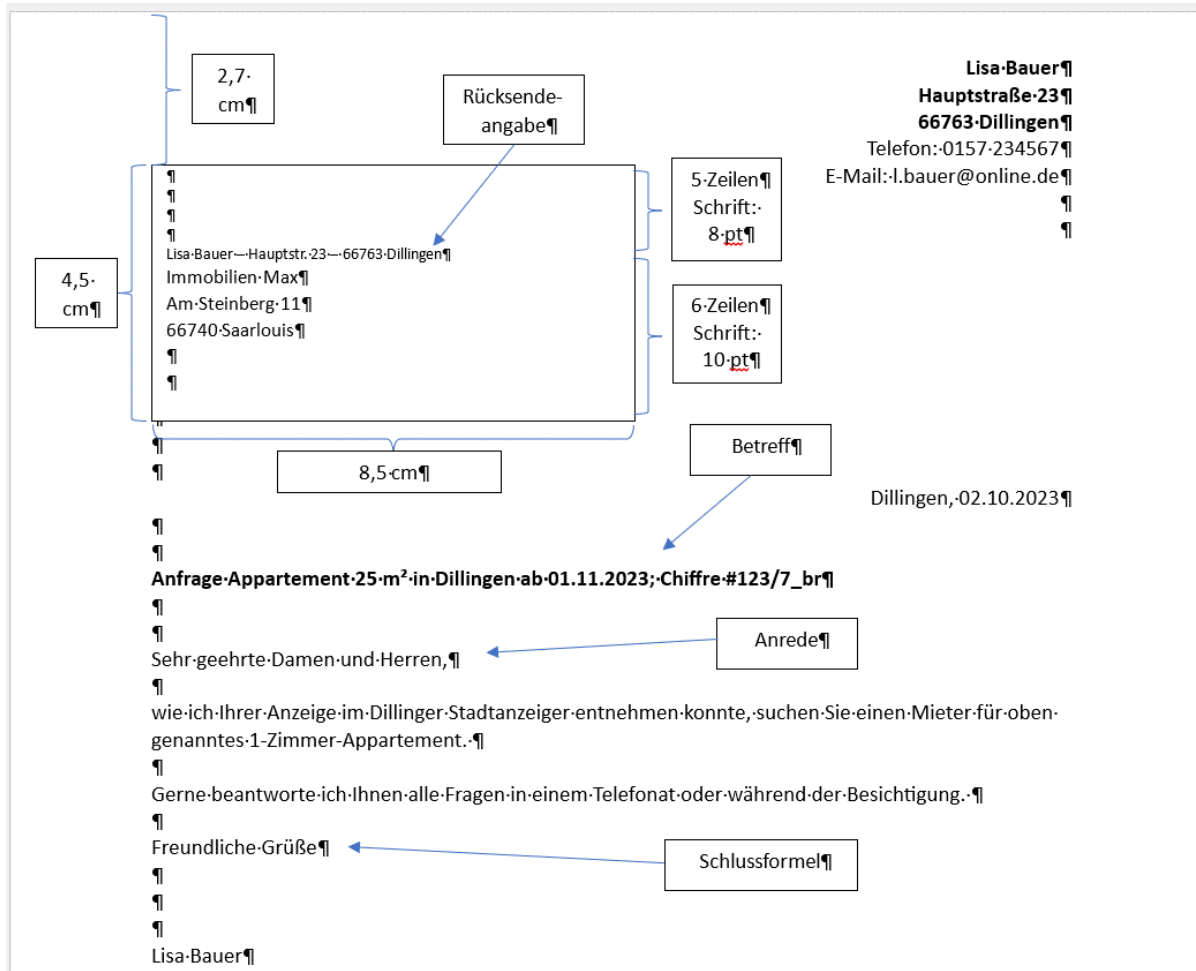 2,7·
cm¶
Rücksende-
angabe¶
Lisa·Bauer¶
Hauptstraße·23¶
66763·Dillingen¶
Telefon:·0157·234567¶
E-Mail:·l.bauer@online.de¶
¶
¶
¶
¶
¶
¶
Lisa·Bauer·–·Hauptstr.·23·–·66763·Dillingen¶
Immobilien·Max¶
Am·Steinberg·11¶
66740·Saarlouis¶
¶
¶
5·Zeilen¶
Schrift:·
8·pt¶
4,5·
cm¶
6·Zeilen¶
Schrift:·
10·pt¶
¶
¶
¶
8,5·cm¶
Betreff¶
Dillingen,·02.10.2023¶
¶
¶
Anfrage·Appartement·25·m²·in·Dillingen·ab·01.11.2023;·Chiffre·#123/7_br¶
¶
¶
Anrede¶
Sehr·geehrte·Damen·und·Herren,¶
¶
wie·ich·Ihrer·Anzeige·im·Dillinger·Stadtanzeiger·entnehmen·konnte,·suchen·Sie·einen·Mieter·für·oben·
genanntes·1-Zimmer-Appartement.·¶
¶
Gerne·beantworte·ich·Ihnen·alle·Fragen·in·einem·Telefonat·oder·während·der·Besichtigung.·¶
¶
Freundliche·Grüße¶
Schlussformel¶
¶
¶
¶
Lisa·Bauer¶